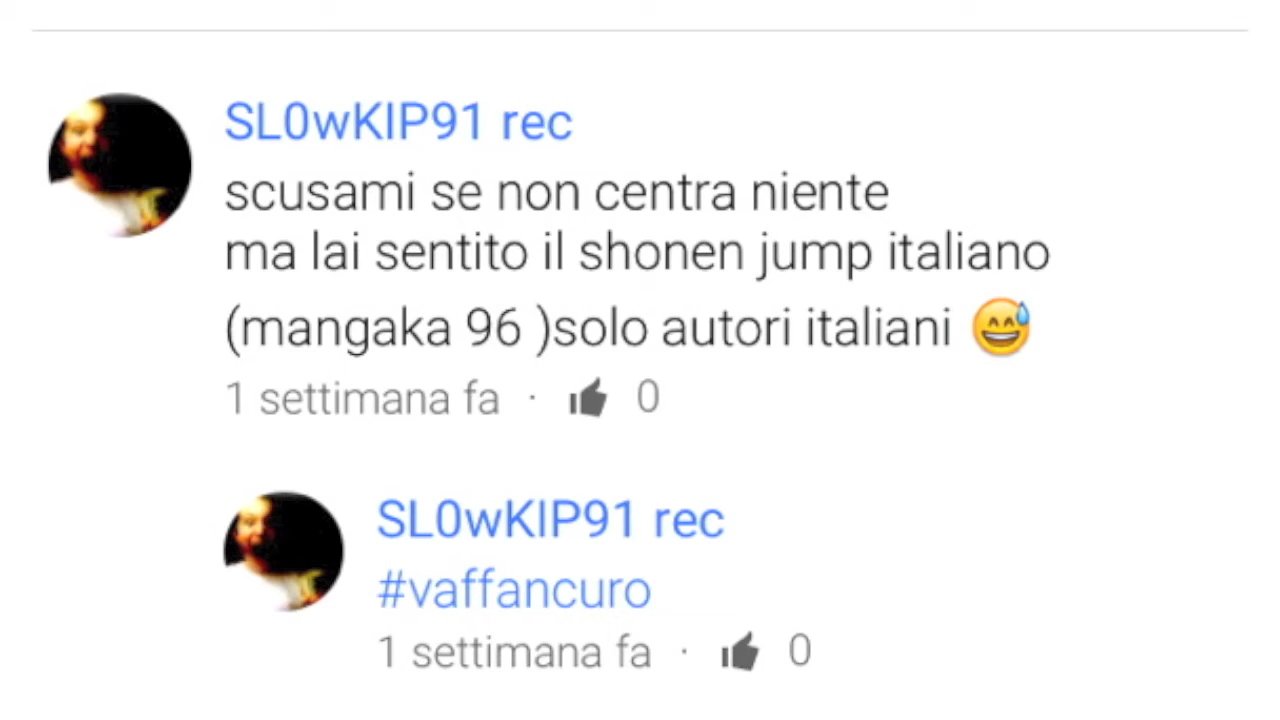 SL0wKIP91 rec
scusami se non centra niente
ma lai sentito il shonen jump italiano
(mangaka 96 )solo autori italiani 😅
1 settimana fa · 0
SL0wKIP91 rec
#vaffancuro
1 settimana fa · 0